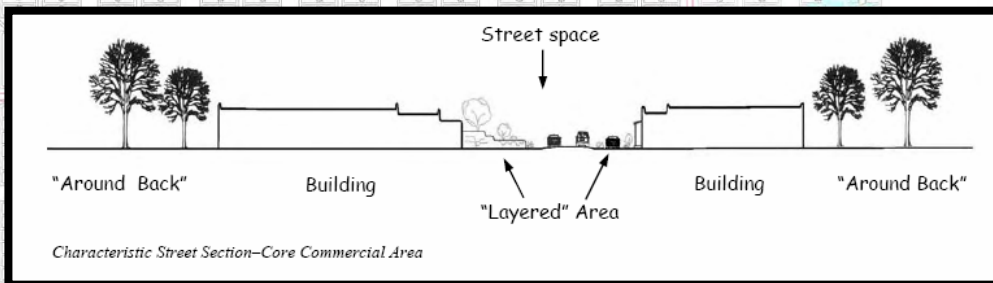 Street space
"Around Back"
Building
"Layered" Area
Building
"Around Back"
Characteristic Street Section–Core Commercial Area